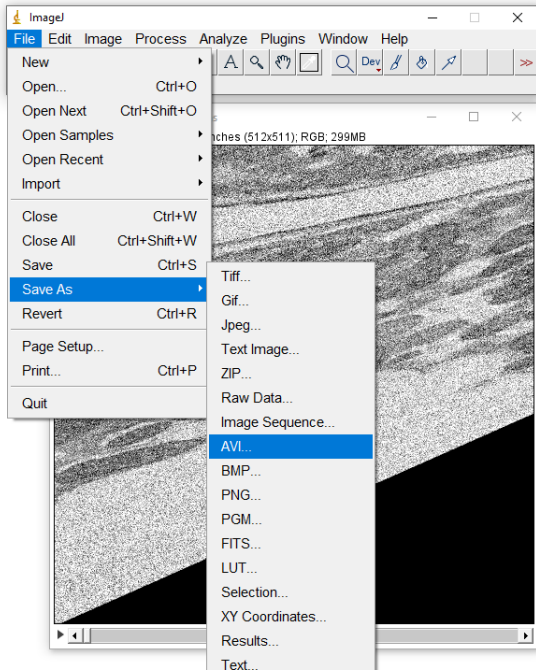 ImageJ
File Edit Image Process Analyze Plugins Window Help
A Dev >>
New
Open... Ctrl+O
Open Next Ctrl+Shift+O
Open Samples
Open Recent
Import
Close Ctrl+W
Close All Ctrl+Shift+W
Save Ctrl+S
Save As
Revert Ctrl+R
Page Setup...
Print... Ctrl+P
Quit
(512x511); RGB; 299MB
Tiff...
Gif...
Jpeg...
Text Image...
ZIP...
Raw Data...
Image Sequence...
AVI...
BMP...
PNG...
PGM...
FITS...
LUT...
Selection...
XY Coordinates...
Results...
Text...